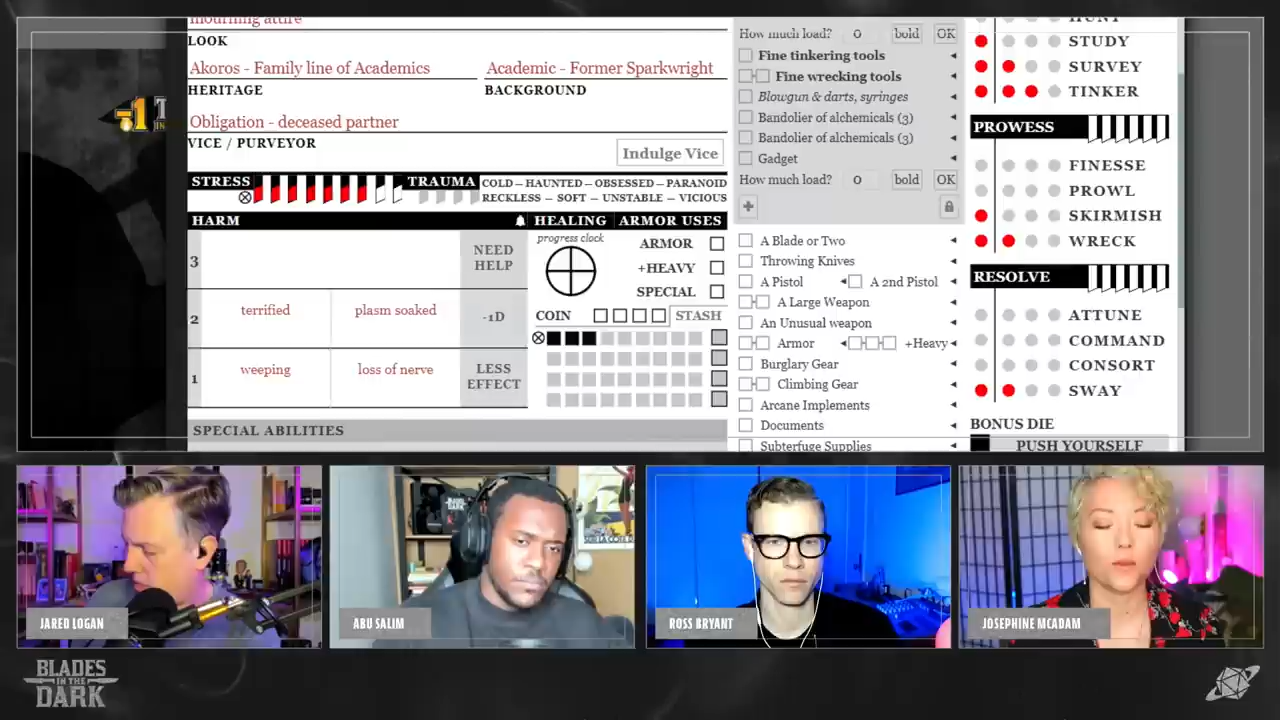 mourning attire
LOOK
Akoros - Family line of Academics
Academic - Former Sparkwright
HERITAGE
BACKGROUND
Obligation - deceased partner
VICE / PURVEYOR
Indulge Vice
STRESS
TRAUMA
COLD – HAUNTED – OBSESSED – PARANOID
RECKLESS – SOFT – UNSTABLE – VICIOUS
HARM
HEALING
ARMOR USES
3
NEED HELP
progress clock
ARMOR
+HEAVY
SPECIAL
2
terrified
plasm soaked
-1D
COIN
STASH
1
weeping
loss of nerve
LESS EFFECT
SPECIAL ABILITIES
-1
How much load? 0 bold OK
Fine tinkering tools
Fine wrecking tools
Blowgun & darts, syringes
Bandolier of alchemicals (3)
Bandolier of alchemicals (3)
Gadget
How much load? 0 bold OK
A Blade or Two
Throwing Knives
A Pistol
A 2nd Pistol
A Large Weapon
An Unusual weapon
Armor
+Heavy
Burglary Gear
Climbing Gear
Arcane Implements
Documents
Subterfuge Supplies
HUNT
STUDY
SURVEY
TINKER
PROWESS
FINESSE
PROWL
SKIRMISH
WRECK
RESOLVE
ATTUNE
COMMAND
CONSORT
SWAY
BONUS DIE
PUSH YOURSELF
JARED LOGAN
ABU SALIM
ROSS BRYANT
JOSEPHINE MCADAM
BLADES
IN THE
DARK